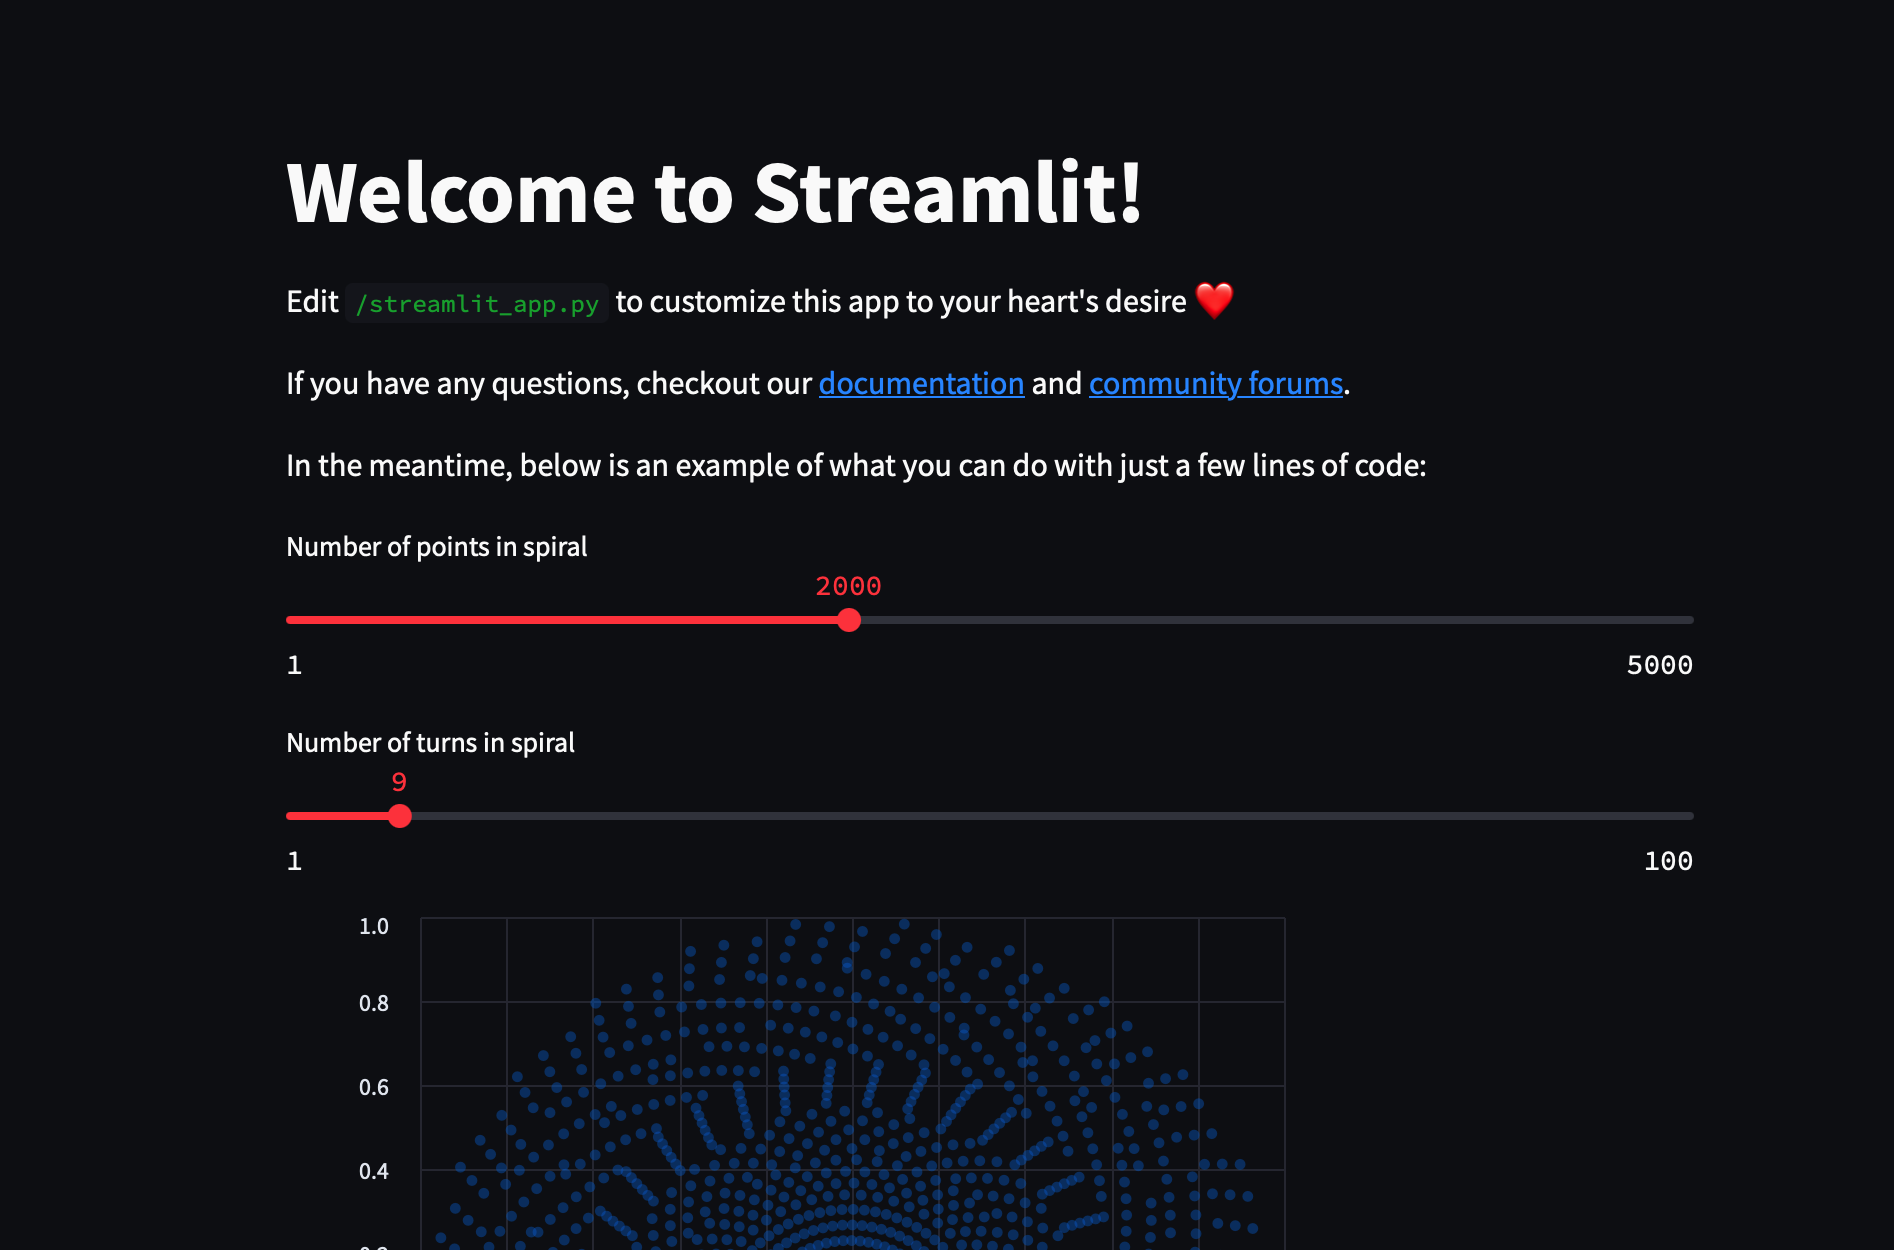 Welcome to Streamlit!
Edit /streamlit_app.py to customize this app to your heart's desire ❤️
If you have any questions, checkout our documentation and community forums.
In the meantime, below is an example of what you can do with just a few lines of code:
Number of points in spiral
2000
1 5000
Number of turns in spiral
9
1 100
1.0
0.8
0.6
0.4